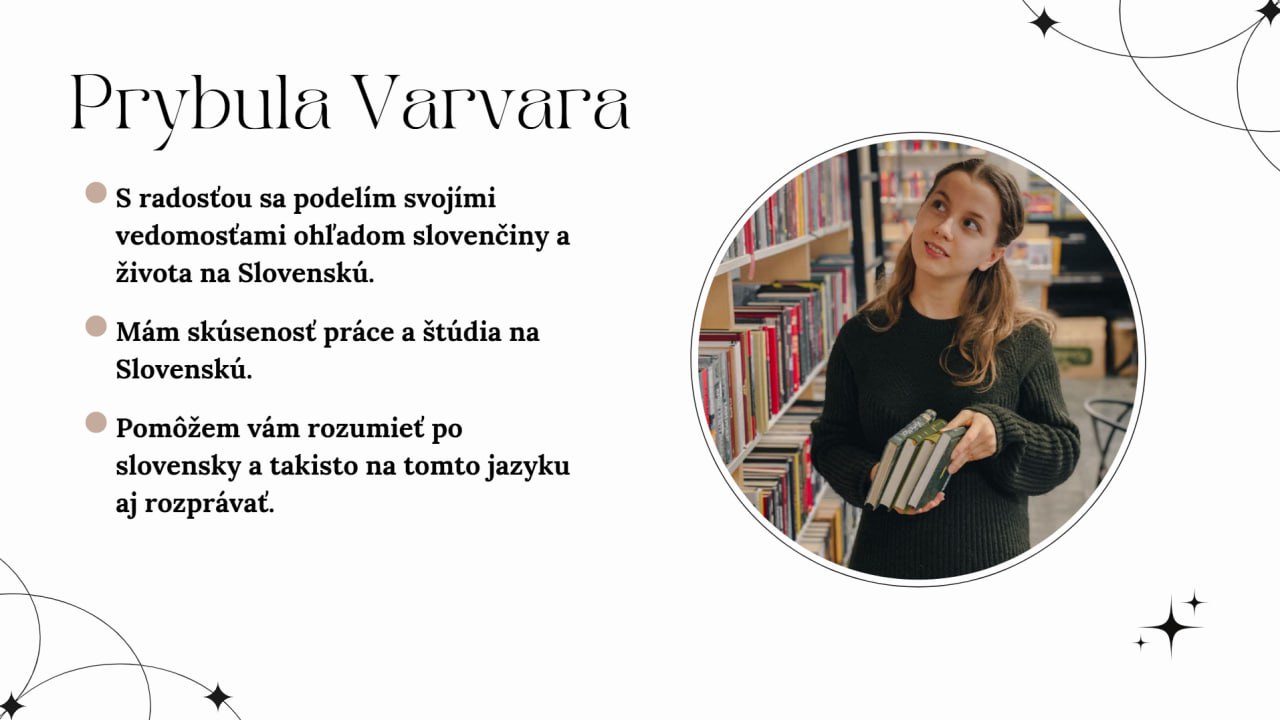 Prybula Varvara
S radosťou sa podelím svojími
vedomosťami ohľadom slovenčiny a
života na Slovenskú.
Mám skúsenosť práce a štúdia na
Slovenskú.
Pomôžem vám rozumieť po
slovensky a takisto na tomto jazyku
aj rozprávať.